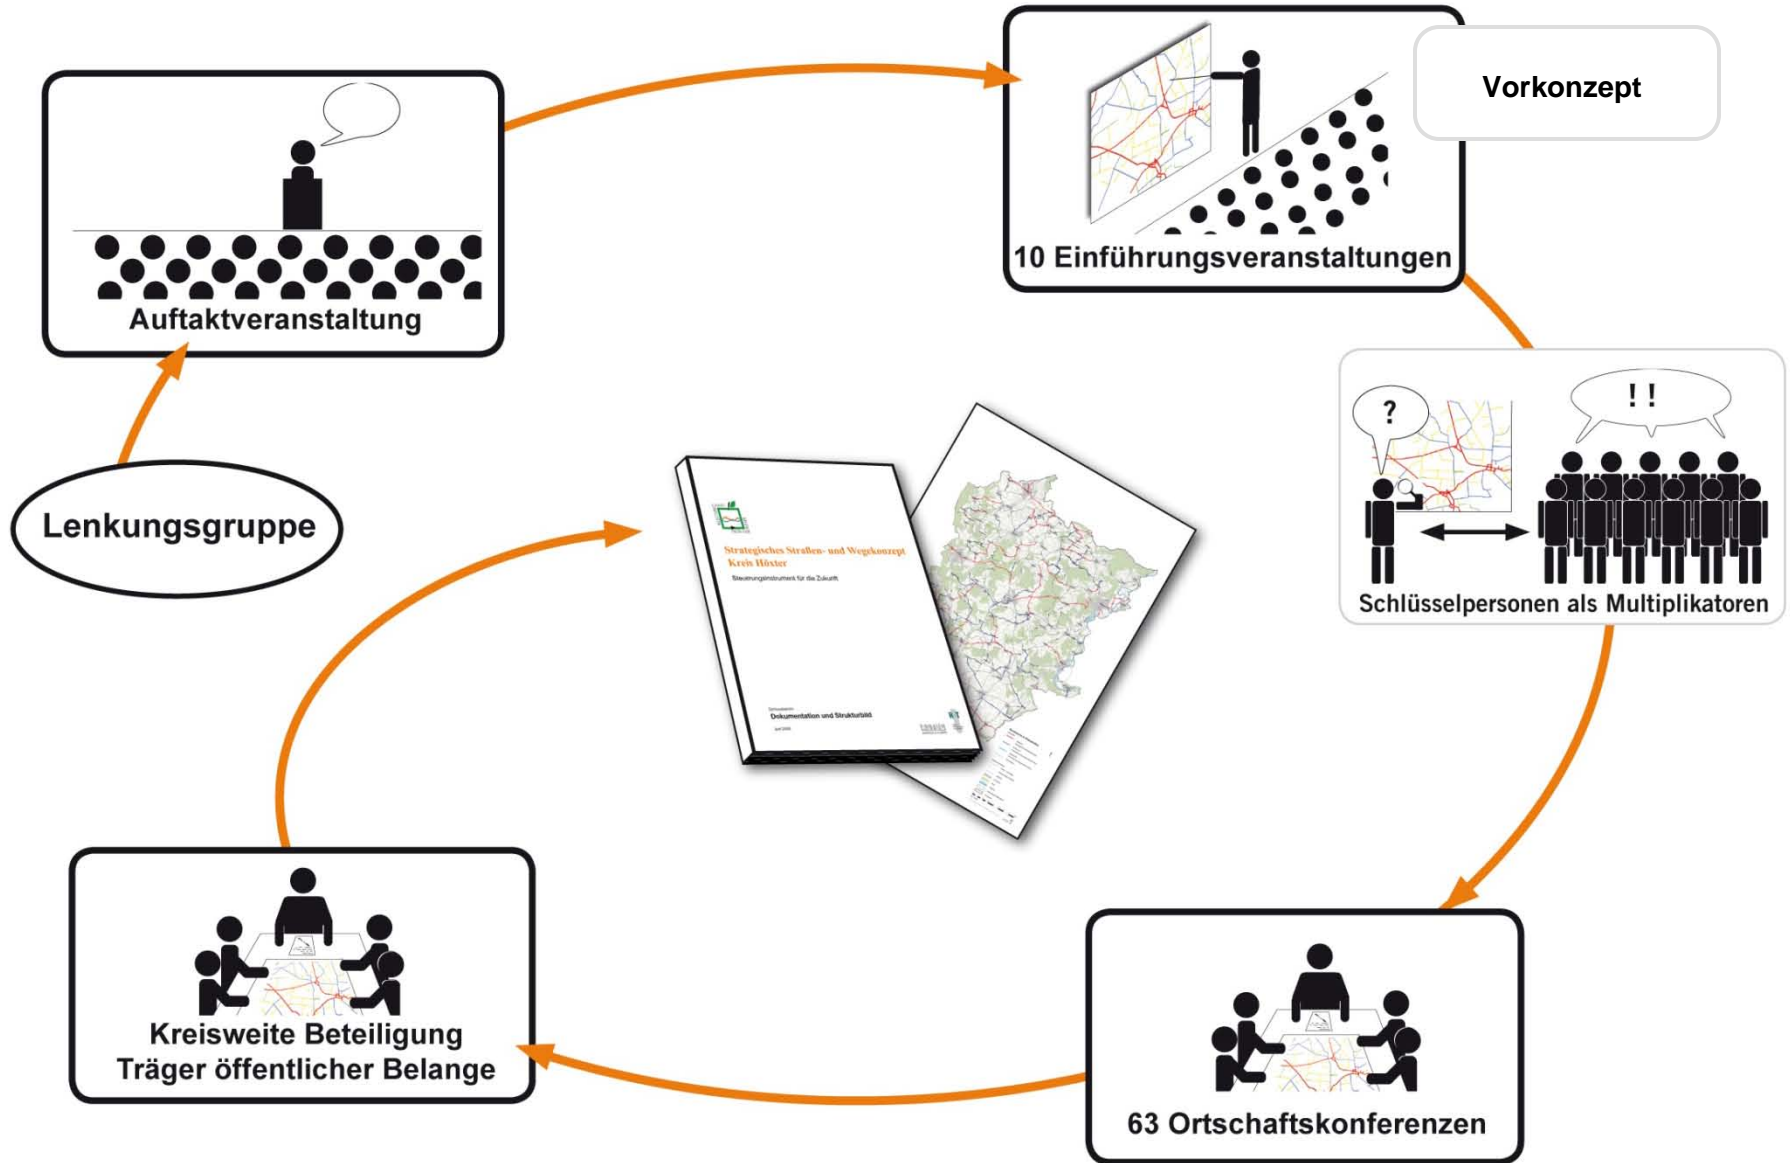 Vorkonzept
10 Einführungsveranstaltungen
Auftaktveranstaltung
Lenkungsgruppe
?
! !
Schlüsselpersonen als Multiplikatoren
Strategisches Straßen- und Wegekonzept
Kreis Höxter
Steuerungsinstrument für die Zukunft
Dokumentation und Strukturbild
Kreisweite Beteiligung
Träger öffentlicher Belange
63 Ortschaftskonferenzen